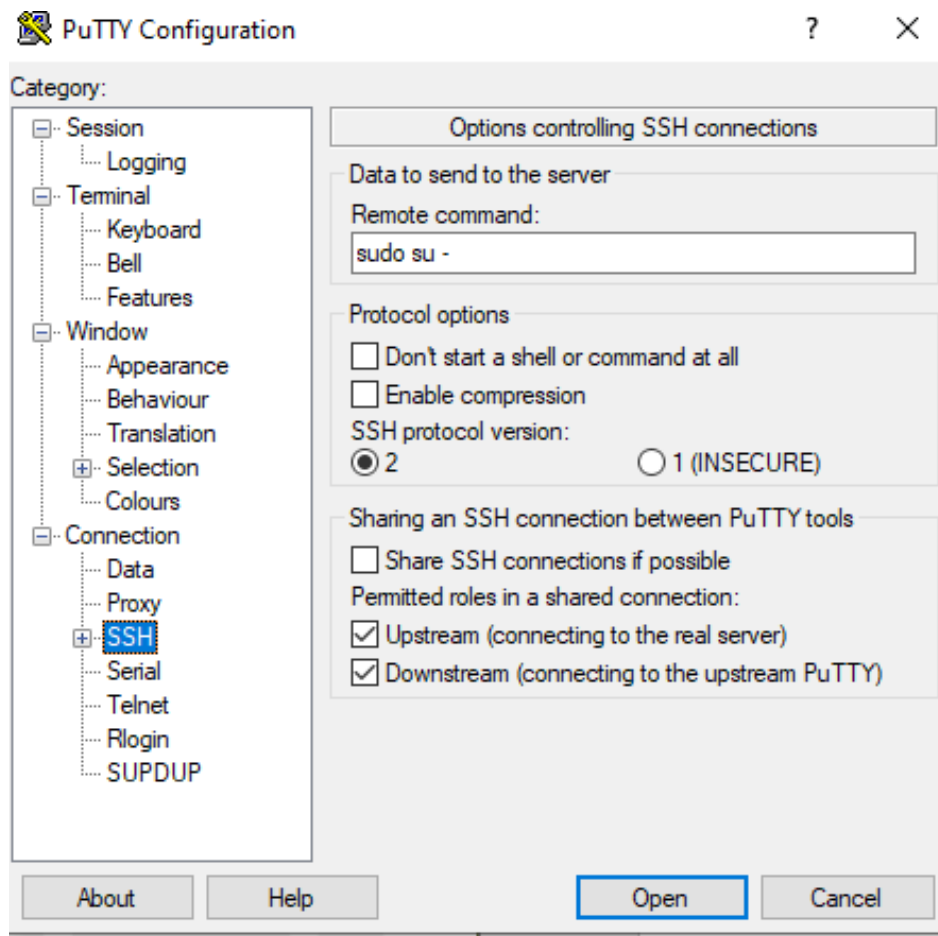 PuTTY Configuration
? ×
Category:
Session
Logging
Terminal
Keyboard
Bell
Features
Window
Appearance
Behaviour
Translation
Selection
Colours
Connection
Data
Proxy
SSH
Serial
Telnet
Rlogin
SUPDUP
Options controlling SSH connections
Data to send to the server
Remote command:
sudo su -
Protocol options
Don't start a shell or command at all
Enable compression
SSH protocol version:
2 1 (INSECURE)
Sharing an SSH connection between PuTTY tools
Share SSH connections if possible
Permitted roles in a shared connection:
Upstream (connecting to the real server)
Downstream (connecting to the upstream PuTTY)
About Help Open Cancel